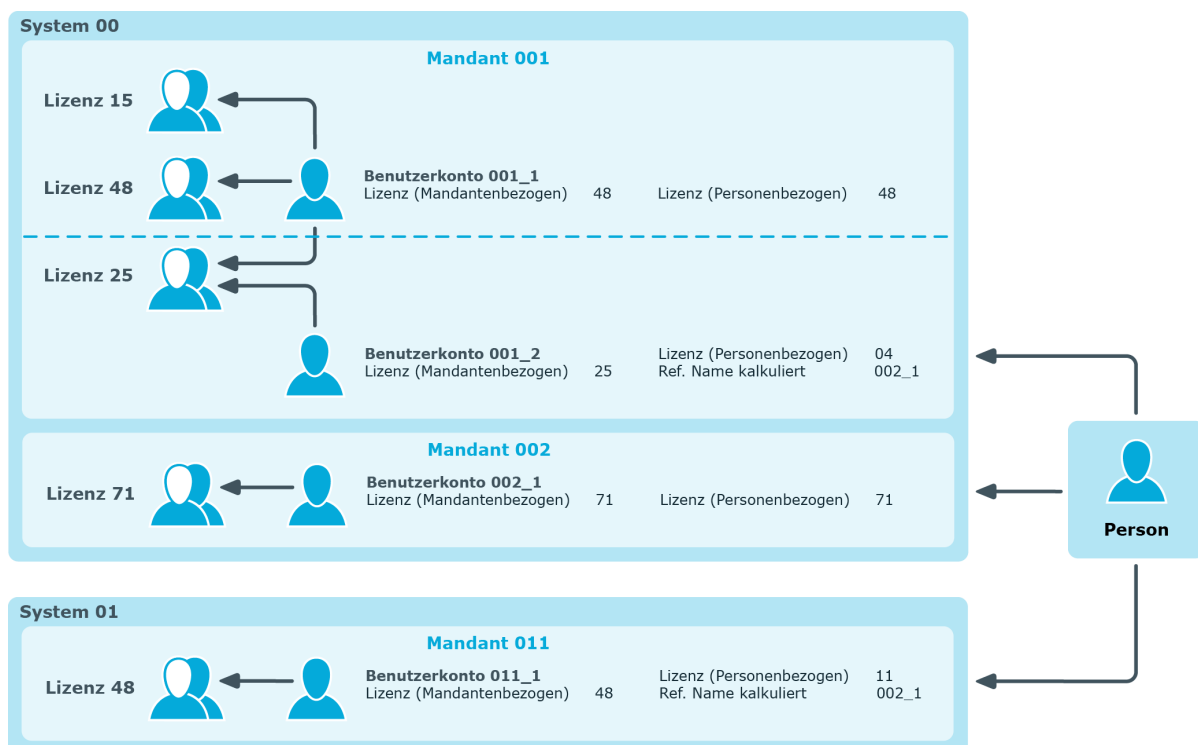 System 00
Mandant 001
Lizenz 15
Lizenz 48
Benutzerkonto 001_1
Lizenz (Mandantenbezogen) 48 Lizenz (Personenbezogen) 48
Lizenz 25
Benutzerkonto 001_2 Lizenz (Personenbezogen) 04
Lizenz (Mandantenbezogen) 25 Ref. Name kalkuliert 002_1
Mandant 002
Lizenz 71
Benutzerkonto 002_1
Lizenz (Mandantenbezogen) 71 Lizenz (Personenbezogen) 71
Person
System 01
Mandant 011
Lizenz 48
Benutzerkonto 011_1 Lizenz (Personenbezogen) 11
Lizenz (Mandantenbezogen) 48 Ref. Name kalkuliert 002_1